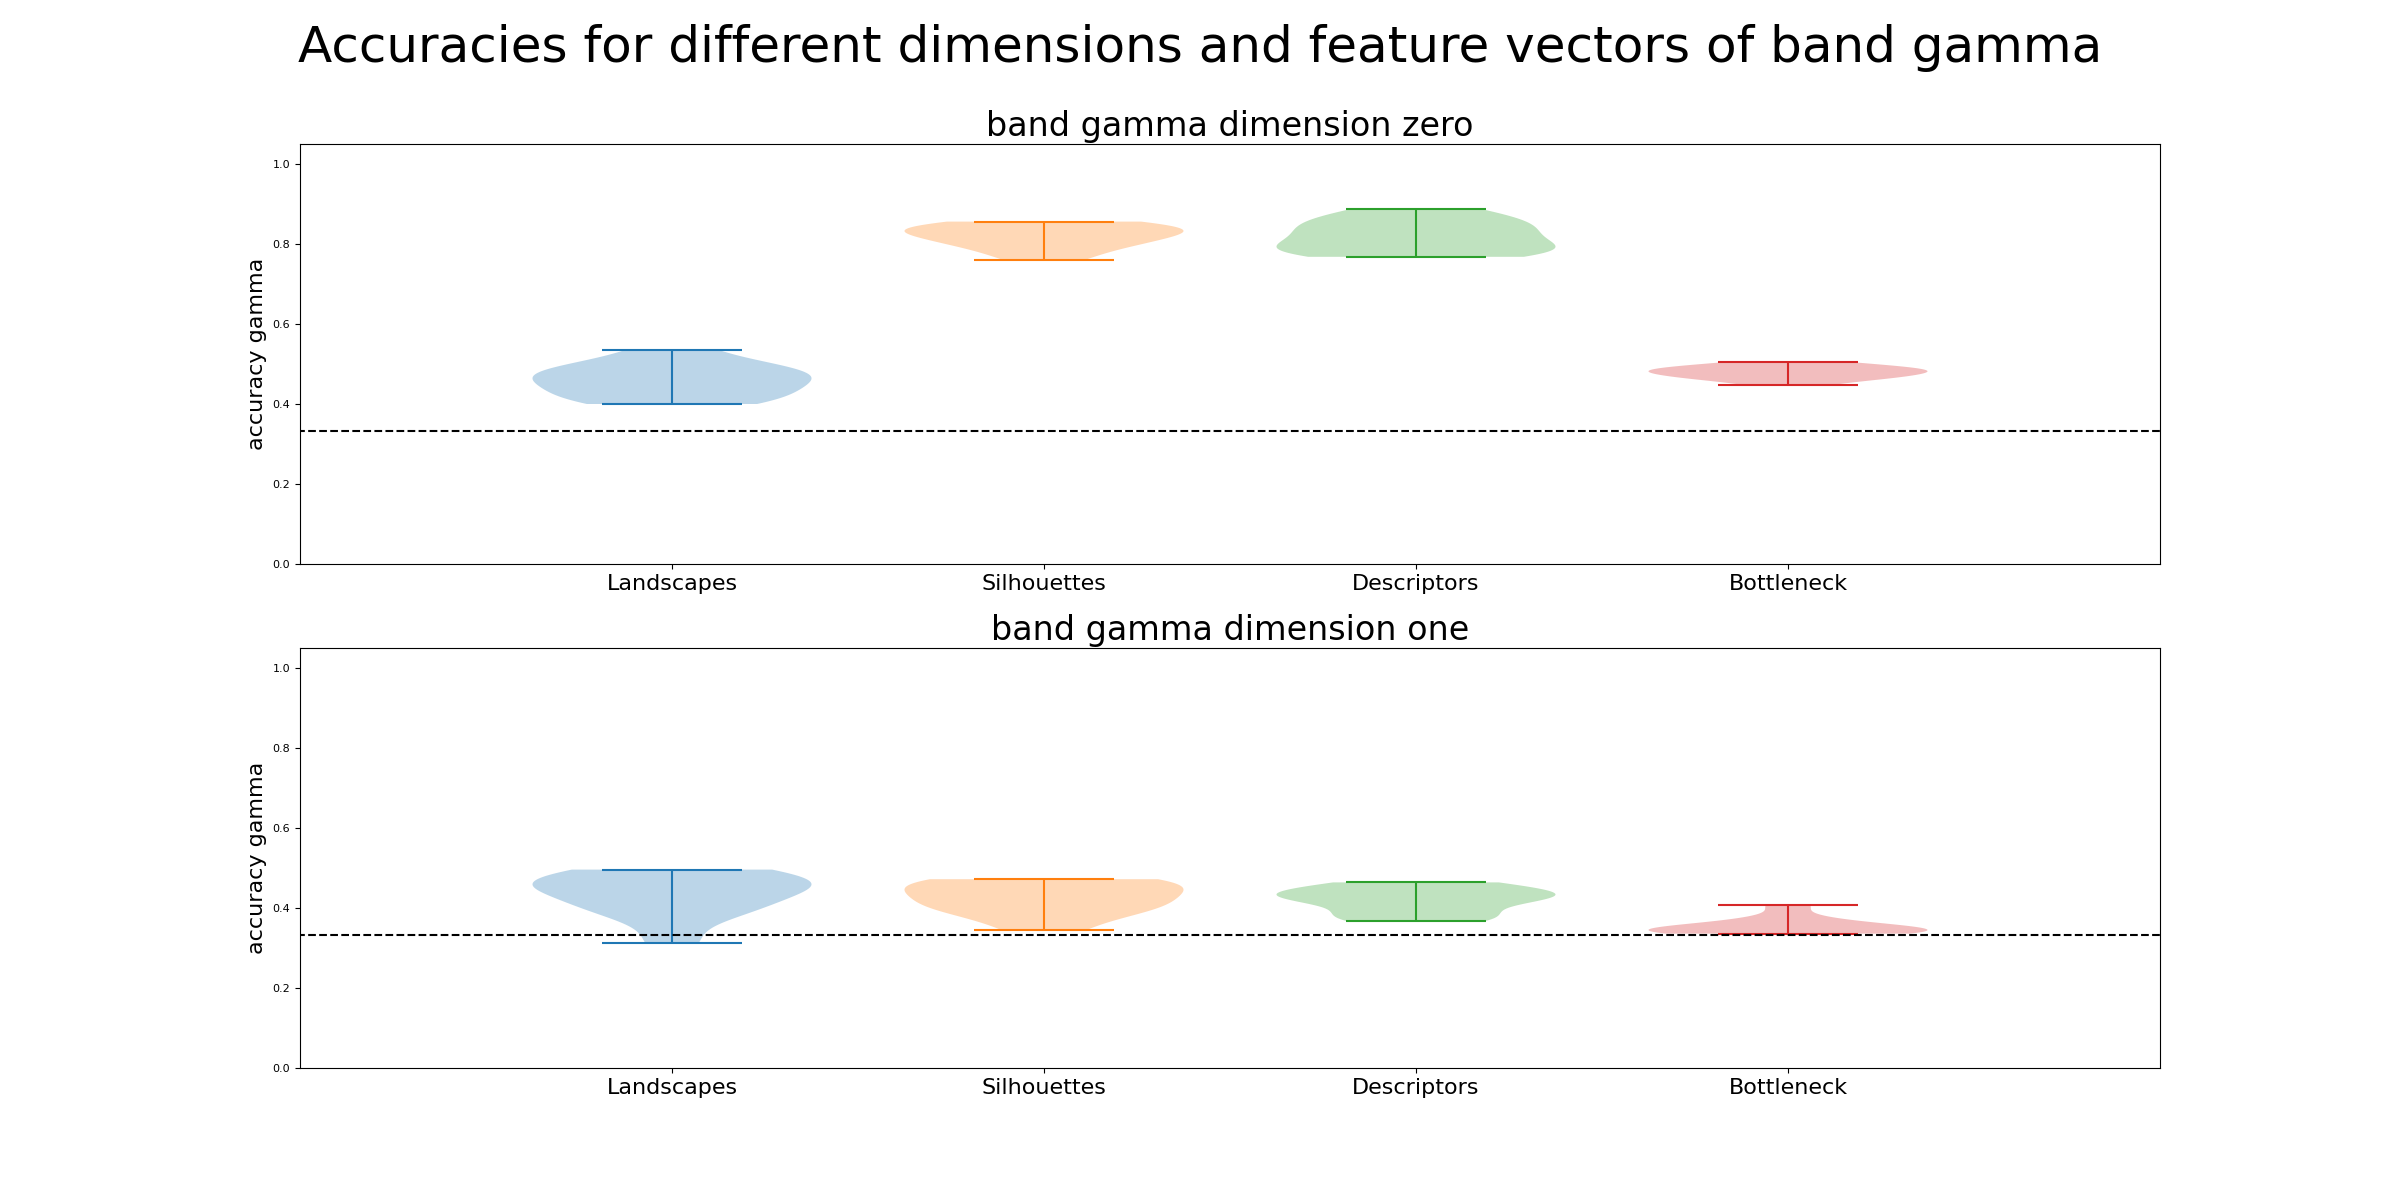 Accuracies for different dimensions and feature vectors of band gamma
band gamma dimension zero
accuracy gamma
1.0
0.8
0.6
0.4
0.2
0.0
Landscapes Silhouettes Descriptors Bottleneck
band gamma dimension one
accuracy gamma
1.0
0.8
0.6
0.4
0.2
0.0
Landscapes Silhouettes Descriptors Bottleneck